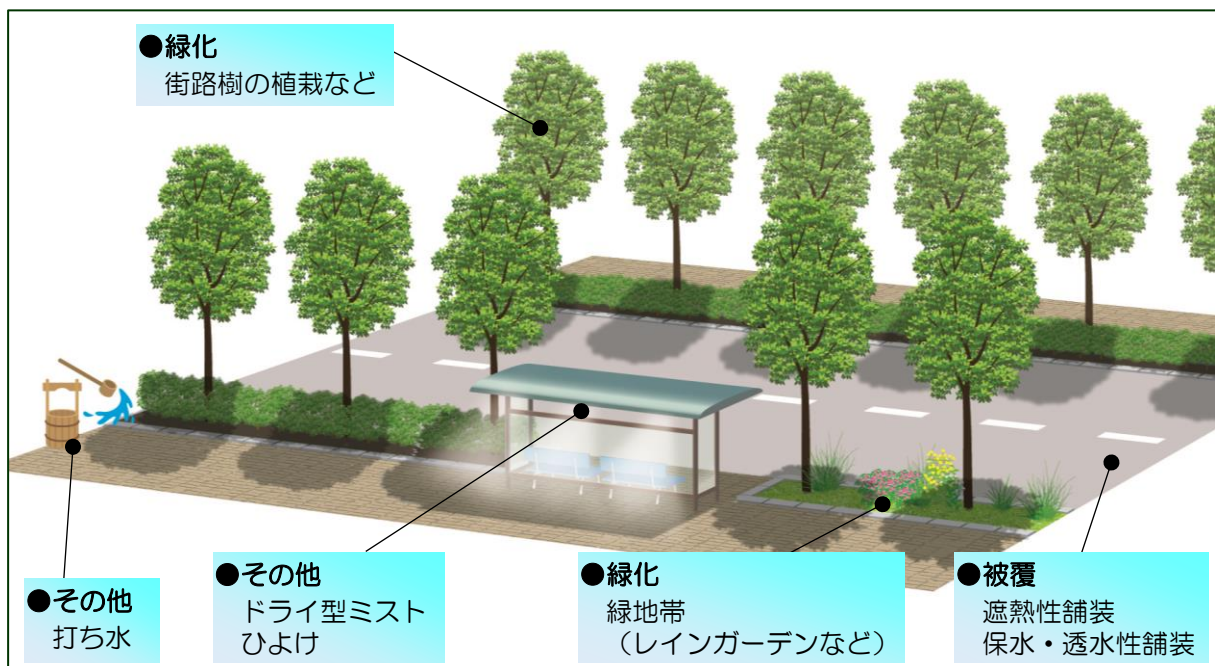 ●緑化
街路樹の植栽など
●その他
打ち水
●その他
ドライ型ミスト
ひよけ
●緑化
緑地帯
（レインガーデンなど）
●被覆
遮熱性舗装
保水・透水性舗装